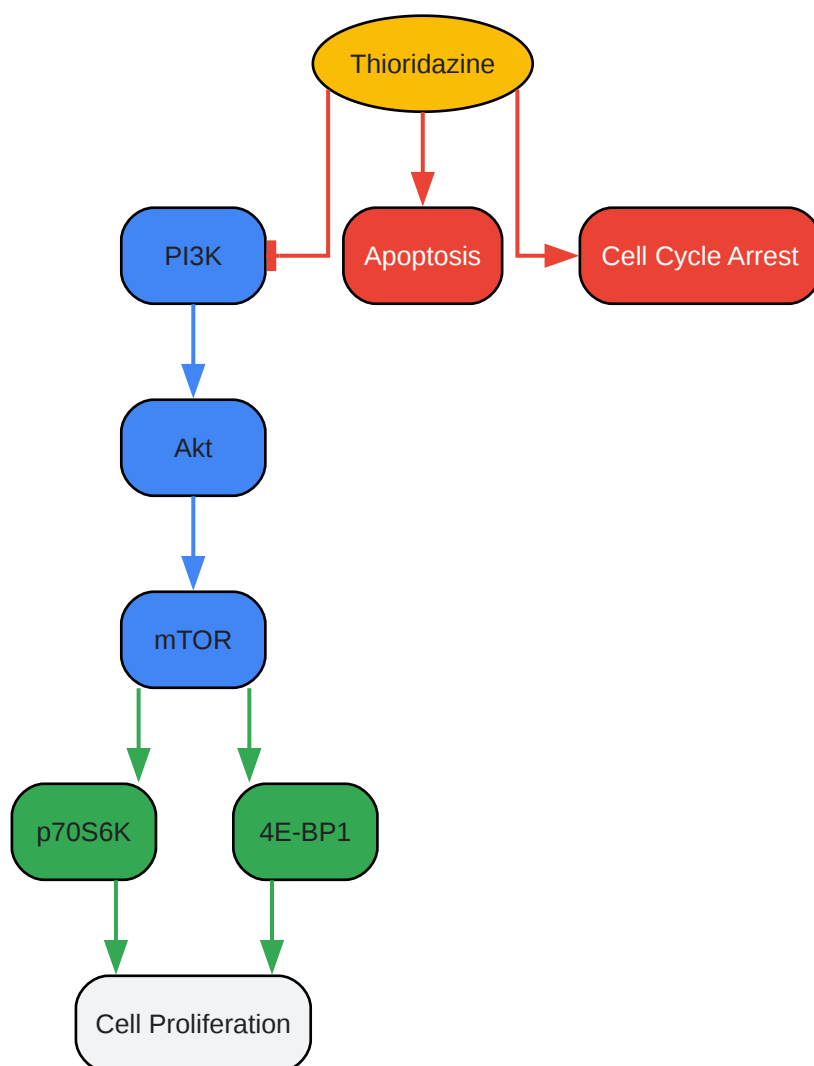 Thioridazine
PI3K
Apoptosis
Cell Cycle Arrest
Akt
mTOR
p70S6K
4E-BP1
Cell Proliferation